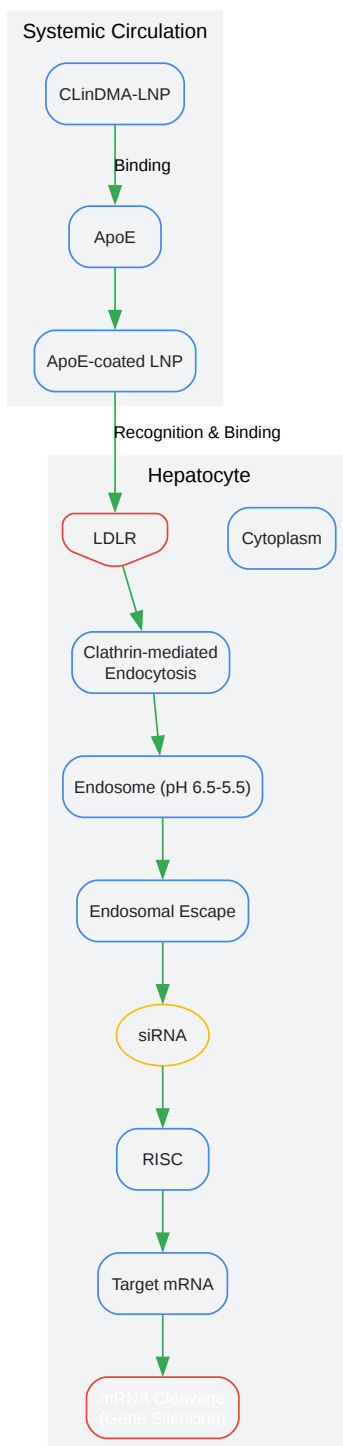 Systemic Circulation
CLinDMA-LNP
Binding
ApoE
ApoE-coated LNP
Recognition & Binding
Hepatocyte
LDLR
Cytoplasm
Clathrin-mediated
Endocytosis
Endosome (pH 6.5-5.5)
Endosomal Escape
siRNA
RISC
Target mRNA
mRNA Cleavage
(Gene Silencing)